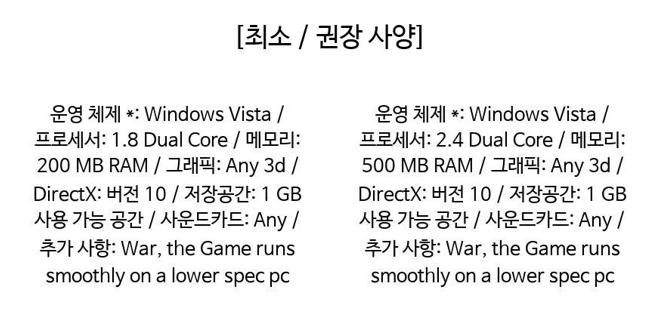 [최소 / 권장 사양]
운영 체제 *: Windows Vista /
프로세서: 1.8 Dual Core / 메모리:
200 MB RAM / 그래픽: Any 3d /
DirectX: 버전 10 / 저장공간: 1 GB
사용 가능 공간 / 사운드카드: Any /
추가 사항: War, the Game runs
smoothly on a lower spec pc
운영 체제 *: Windows Vista /
프로세서: 2.4 Dual Core / 메모리:
500 MB RAM / 그래픽: Any 3d /
DirectX: 버전 10 / 저장공간: 1 GB
사용 가능 공간 / 사운드카드: Any /
추가 사항: War, the Game runs
smoothly on a lower spec pc